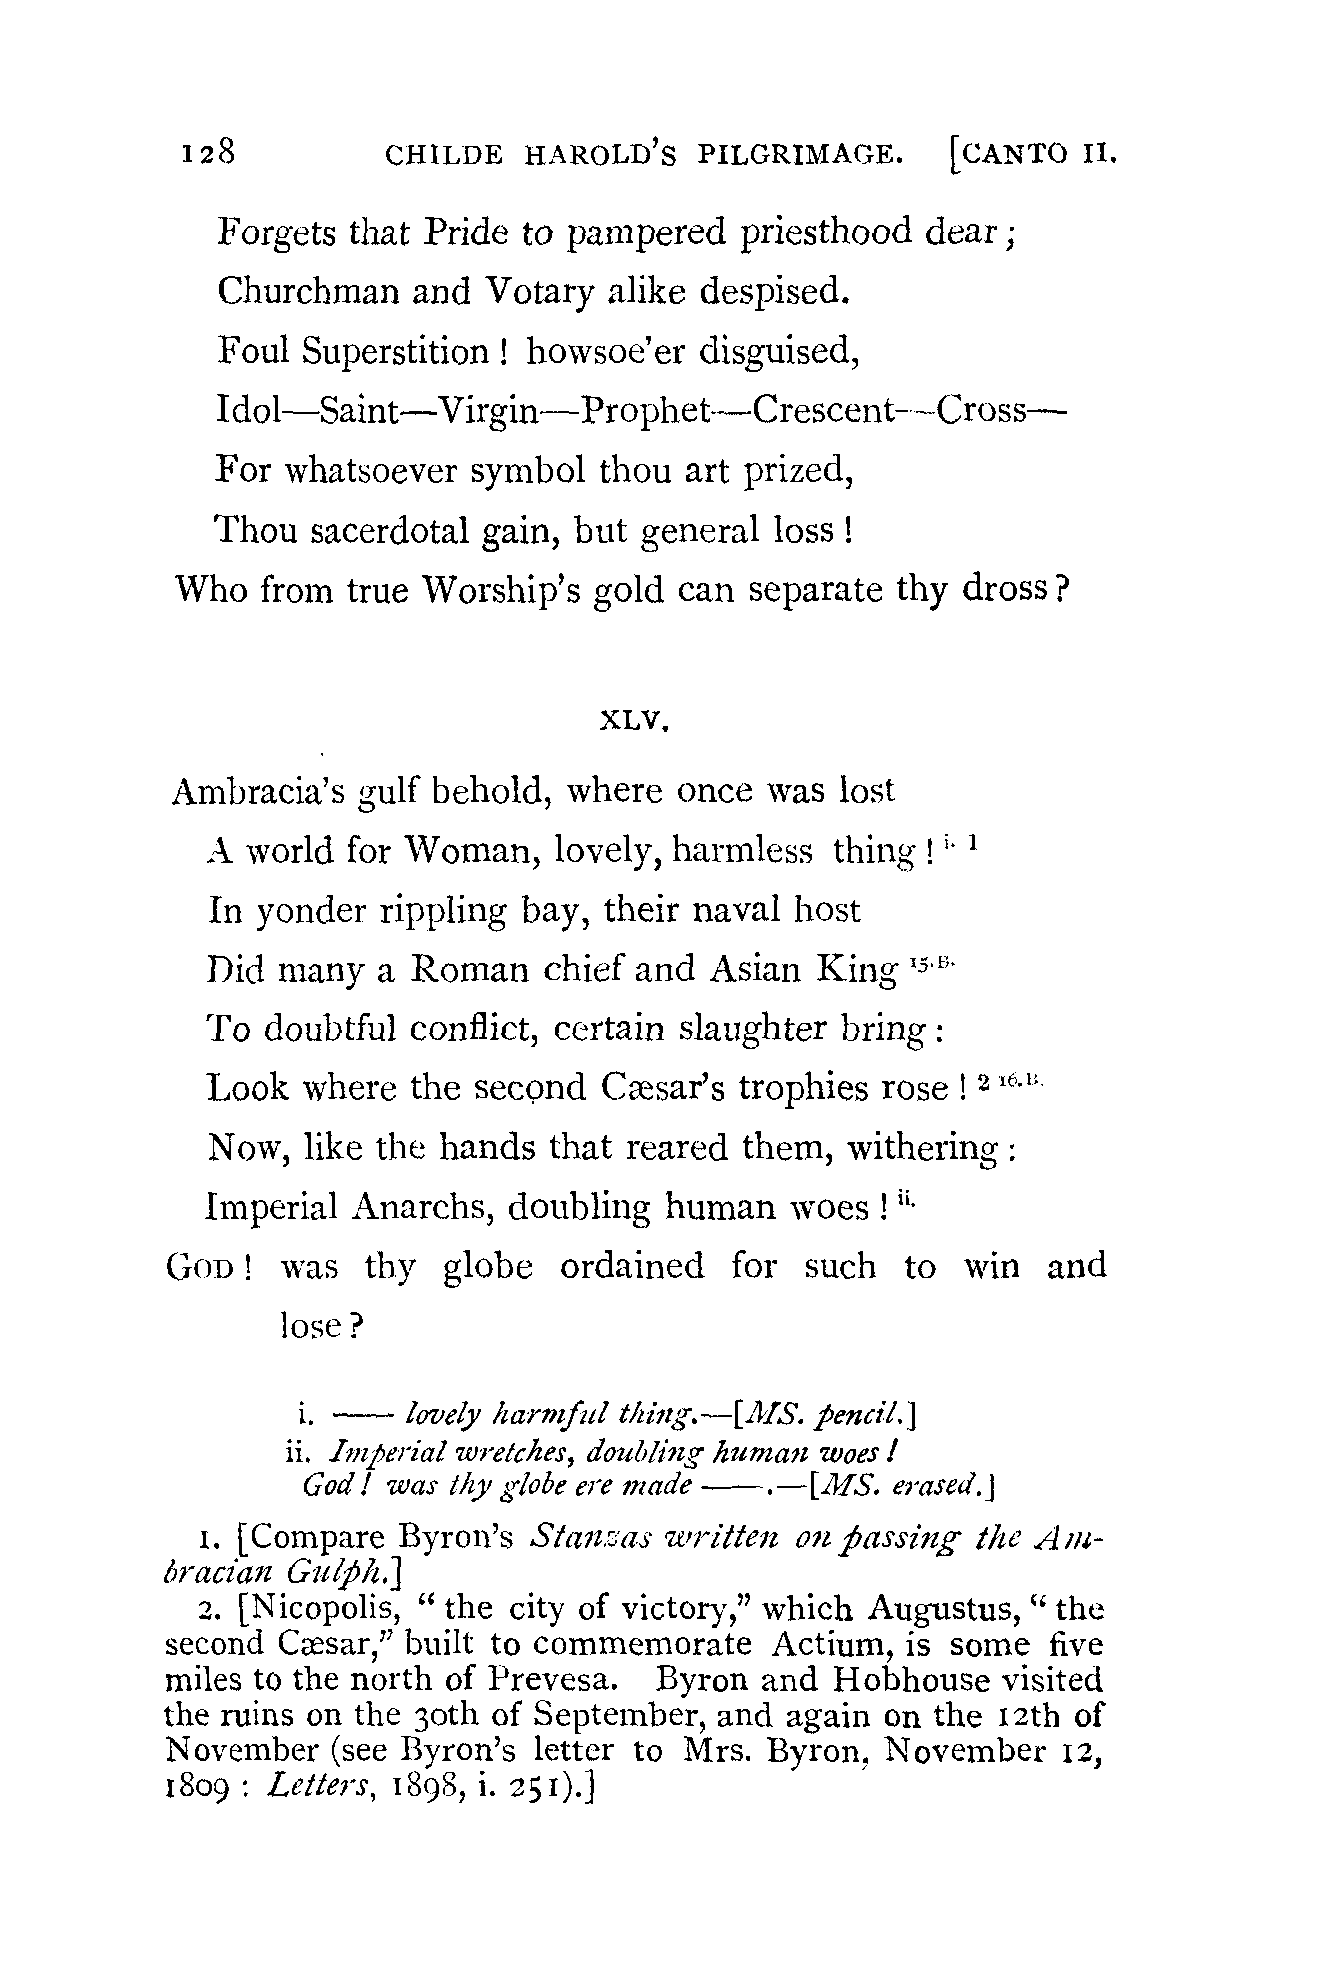 128 CHILDE HAROLD'S PILGRIMAGE. [CANTO II.
Forgets that Pride to pampered priesthood dear;
Churchman and Votary alike despised.
Foul Superstition! howsoe'er disguised,
Idol—Saint—Virgin—Prophet—Crescent—Cross—
For whatsoever symbol thou art prized,
Thou sacerdotal gain, but general loss!
Who from true Worship's gold can separate thy dross?
XLV.
Ambracia's gulf behold, where once was lost
A world for Woman, lovely, harmless thing! i. 1
In yonder rippling bay, their naval host
Did many a Roman chief and Asian King 15.B.
To doubtful conflict, certain slaughter bring:
Look where the second Cæsar's trophies rose! 2 16.B.
Now, like the hands that reared them, withering:
Imperial Anarchs, doubling human woes! ii.
GOD! was thy globe ordained for such to win and
lose?
i. —— lovely harmful thing.—[MS. pencil.]
ii. Imperial wretches, doubling human woes!
God! was thy globe ere made ——.—[MS. erased.]
1. [Compare Byron's Stanzas written on passing the Am-
bracian Gulph.]
2. [Nicopolis, "the city of victory," which Augustus, "the
second Cæsar," built to commemorate Actium, is some five
miles to the north of Prevesa. Byron and Hobhouse visited
the ruins on the 30th of September, and again on the 12th of
November (see Byron's letter to Mrs. Byron, November 12,
1809: Letters, 1898, i. 251).]